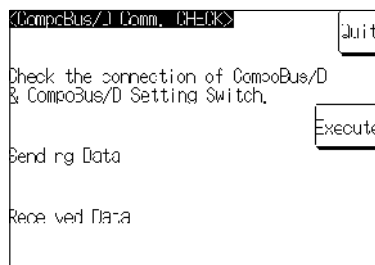 <CompoBus/D Comm. CHECK>
Quit
Check the connection of CompoBus/D
& CompoBus/D Setting Switch.
Execute
Sending Data
Received Data